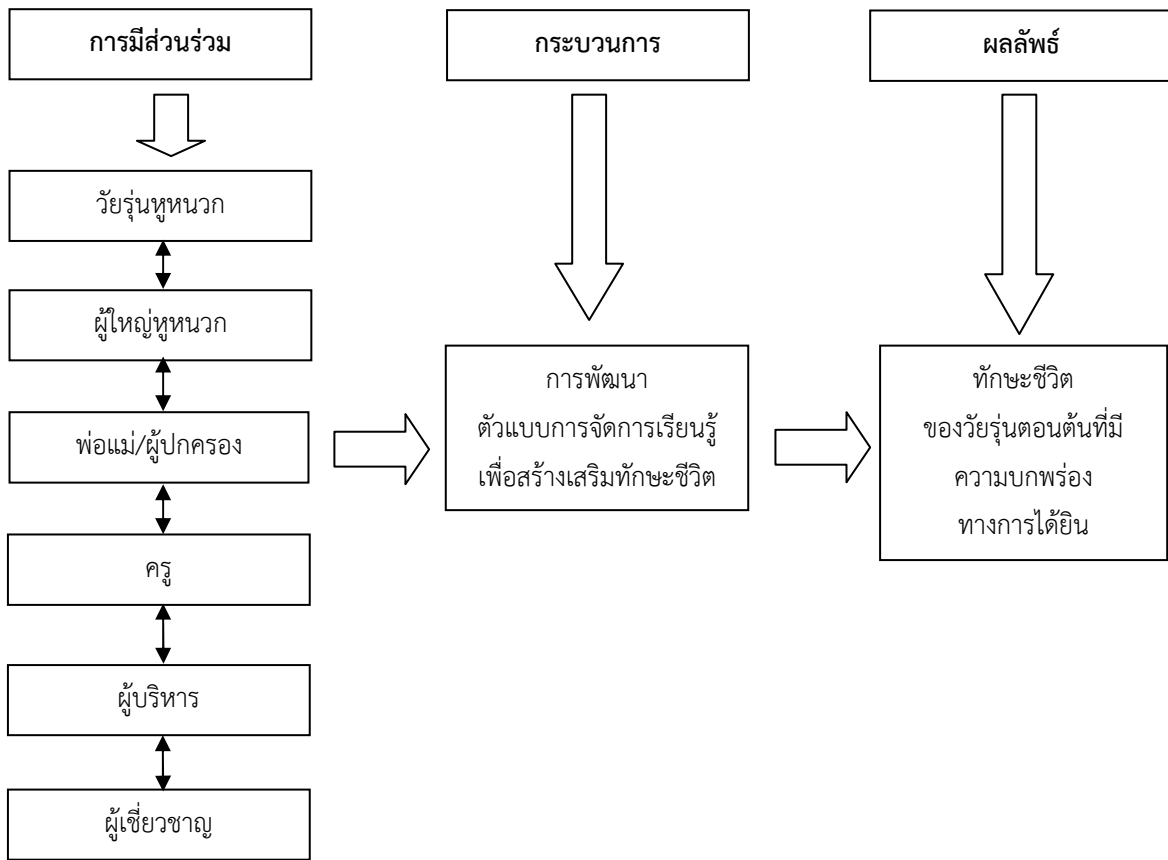 การมีส่วนร่วม
กระบวนการ
ผลลัพธ์
วัยรุ่นหูหนวก
ผู้ใหญ่หูหนวก
พ่อแม่/ผู้ปกครอง
ครู
ผู้บริหาร
ผู้เชี่ยวชาญ
การพัฒนา
ตัวแบบการจัดการเรียนรู้
เพื่อสร้างเสริมทักษะชีวิต
ทักษะชีวิต
ของวัยรุ่นตอนต้นที่มี
ความบกพร่อง
ทางการได้ยิน